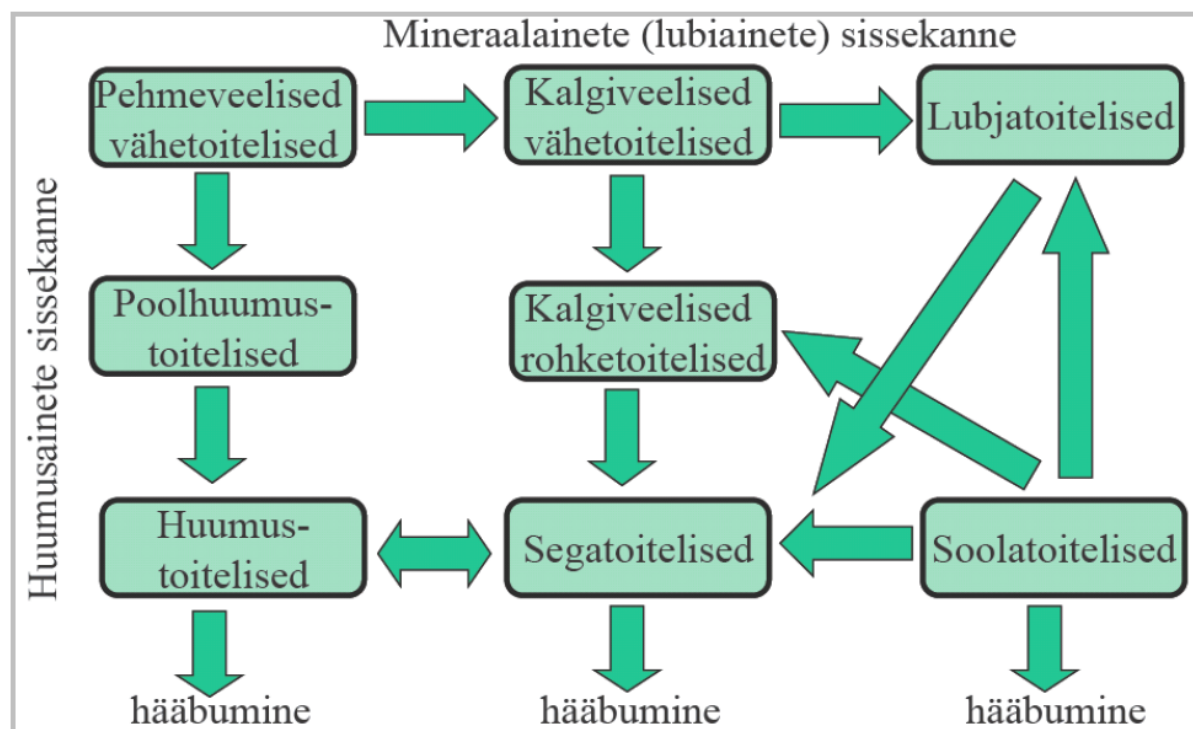 Mineraalainete (lubiainete) sissekanne
Huumusainete sissekanne
Pehmeveelised
vähetoitelised
Kalgiveelised
vähetoitelised
Lubjatoitelised
Poolhuumus-
toitelised
Kalgiveelised
rohketoitelised
Huumus-
toitelised
Segatoitelised
Soolatoitelised
hääbumine
hääbumine
hääbumine